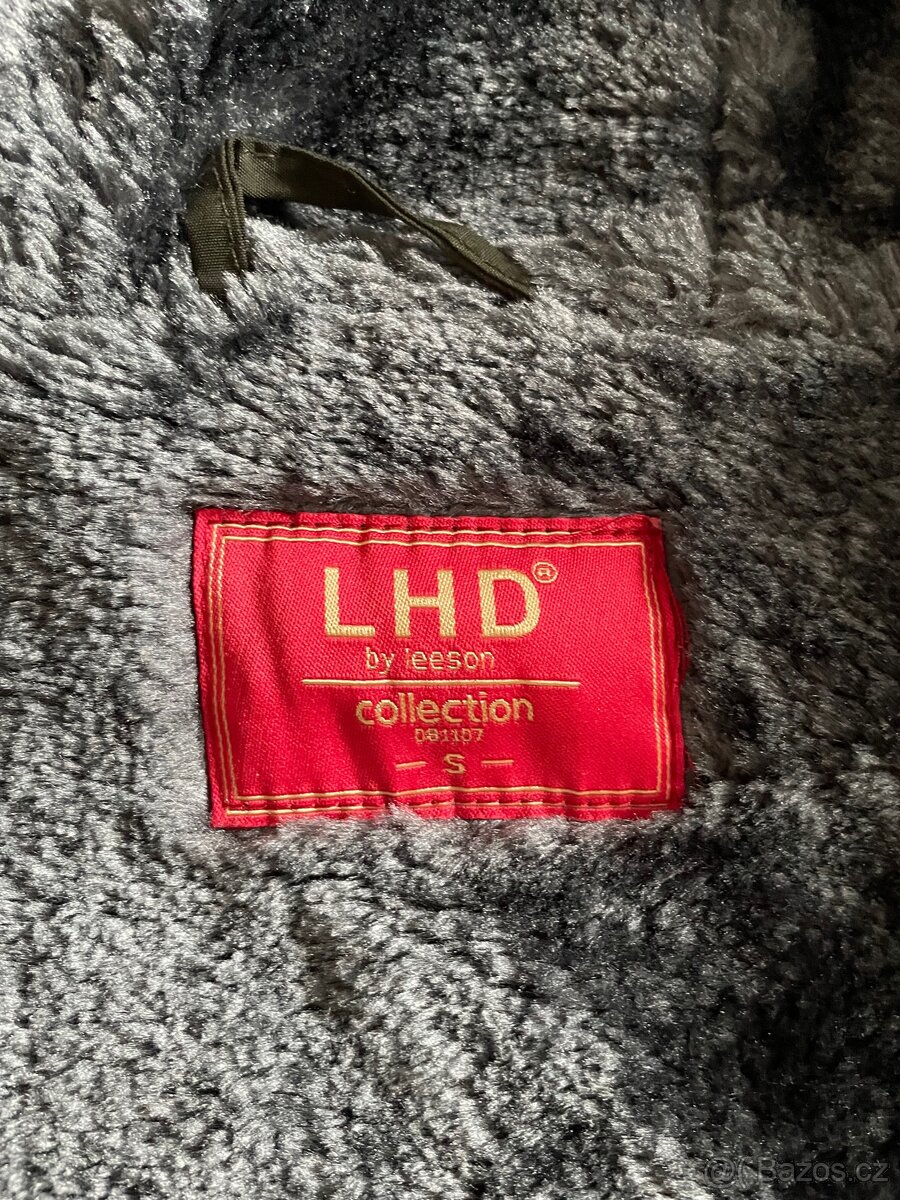 LHD®
by leeson
collection
081107
- S -
@ Bazos.cz